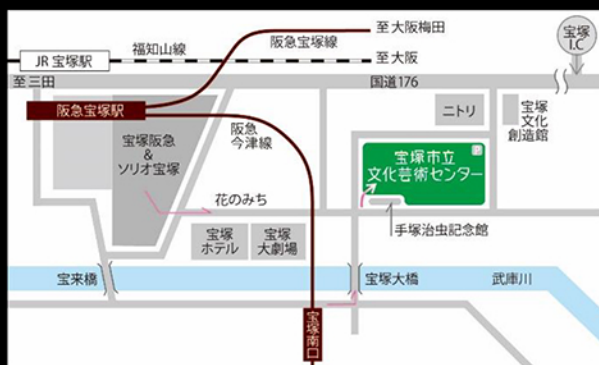 至大阪梅田
宝塚
I.C
福知山線
阪急宝塚線
JR 宝塚駅
至大阪
至三田
国道176
阪急宝塚駅
ニトリ
宝塚
文化
創造館
宝塚阪急
&
ソリオ宝塚
阪急
今津線
P
宝塚市立
文化芸術センター
花のみち
手塚治虫記念館
宝塚
ホテル
宝塚
大劇場
宝来橋
宝塚大橋
武庫川
宝塚南口